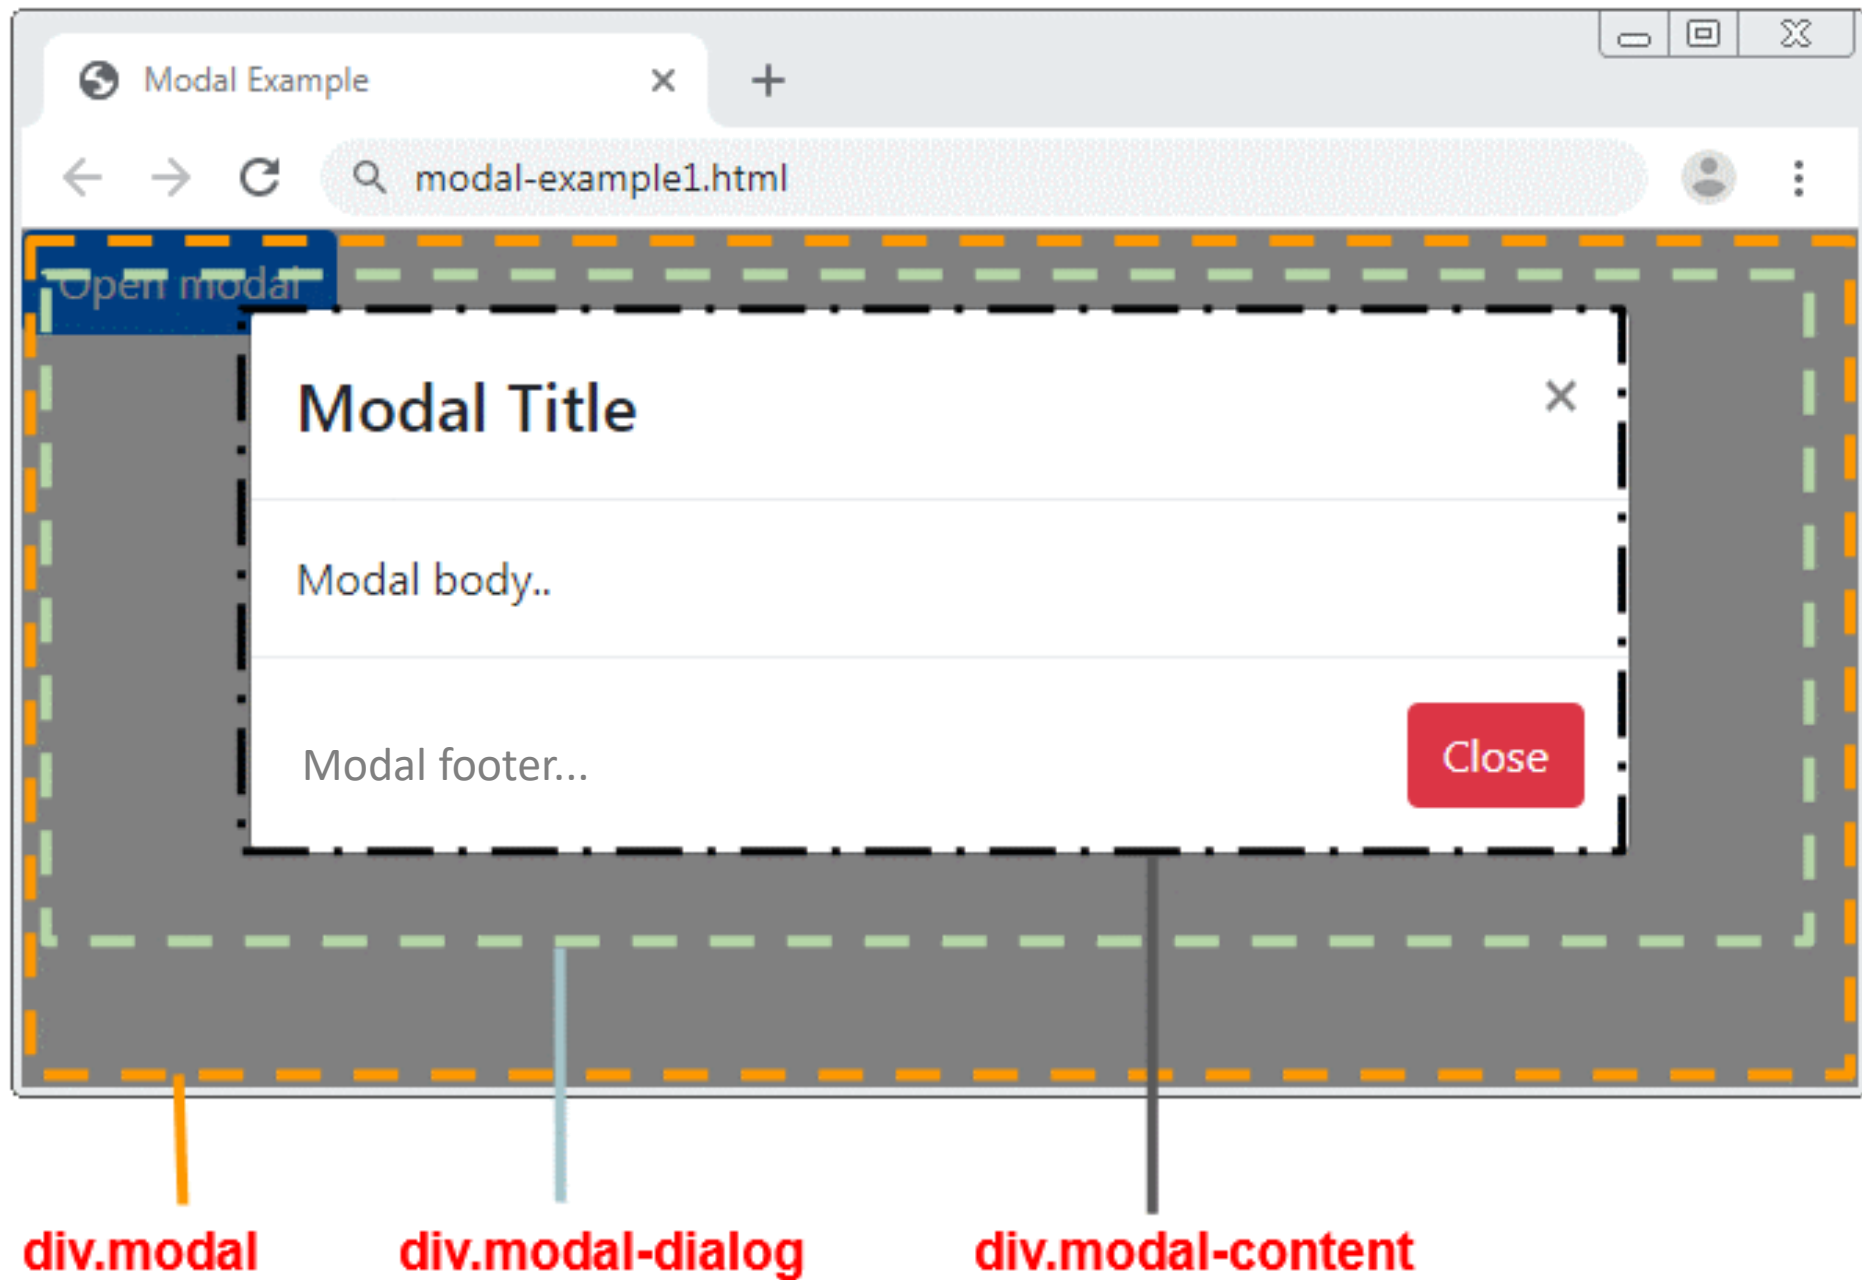 Modal Example
modal-example1.html
Open modal
Modal Title
Modal body..
Modal footer...
Close
div.modal
div.modal-dialog
div.modal-content